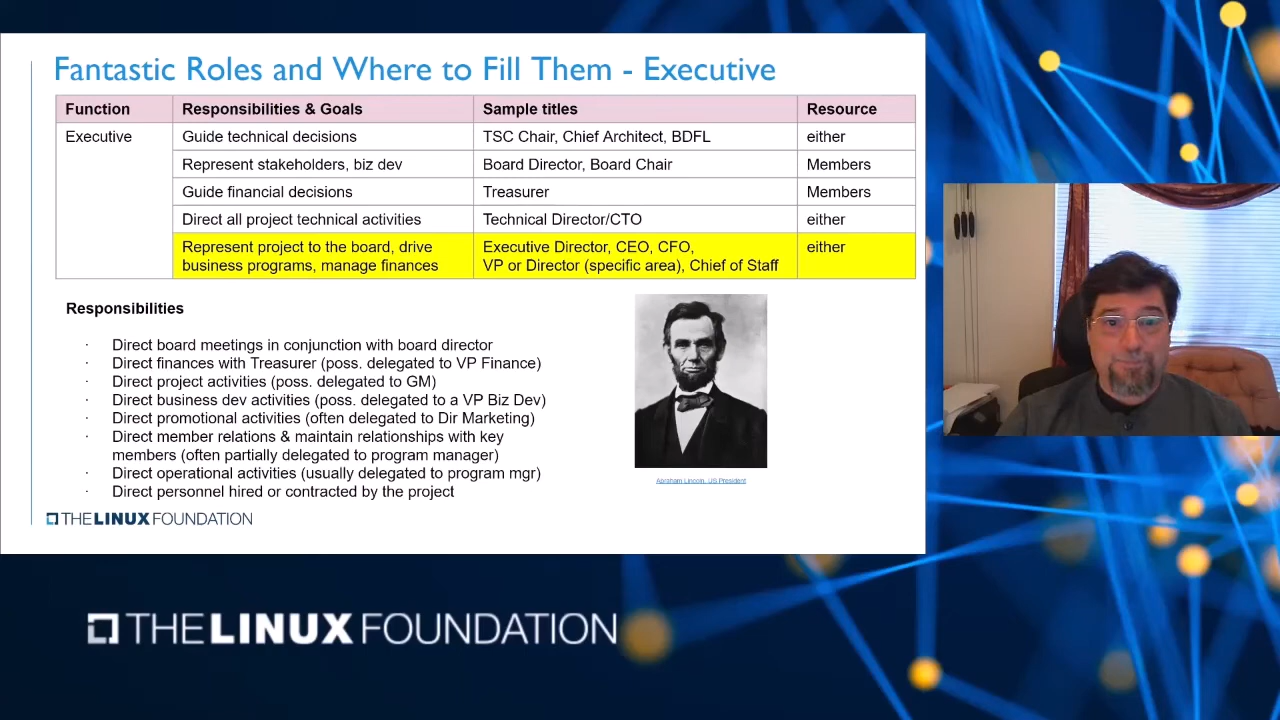 Fantastic Roles and Where to Fill Them - Executive
Function Responsibilities & Goals Sample titles Resource
Executive Guide technical decisions TSC Chair, Chief Architect, BDFL either
Represent stakeholders, biz dev Board Director, Board Chair Members
Guide financial decisions Treasurer Members
Direct all project technical activities Technical Director/CTO either
Represent project to the board, drive Executive Director, CEO, CFO, either
business programs, manage finances VP or Director (specific area), Chief of Staff
Responsibilities
· Direct board meetings in conjunction with board director
· Direct finances with Treasurer (poss. delegated to VP Finance)
· Direct project activities (poss. delegated to GM)
· Direct business dev activities (poss. delegated to a VP Biz Dev)
· Direct promotional activities (often delegated to Dir Marketing)
· Direct member relations & maintain relationships with key
members (often partially delegated to program manager)
· Direct operational activities (usually delegated to program mgr)
· Direct personnel hired or contracted by the project
Abraham Lincoln, US President
THE LINUX FOUNDATION
THE LINUX FOUNDATION